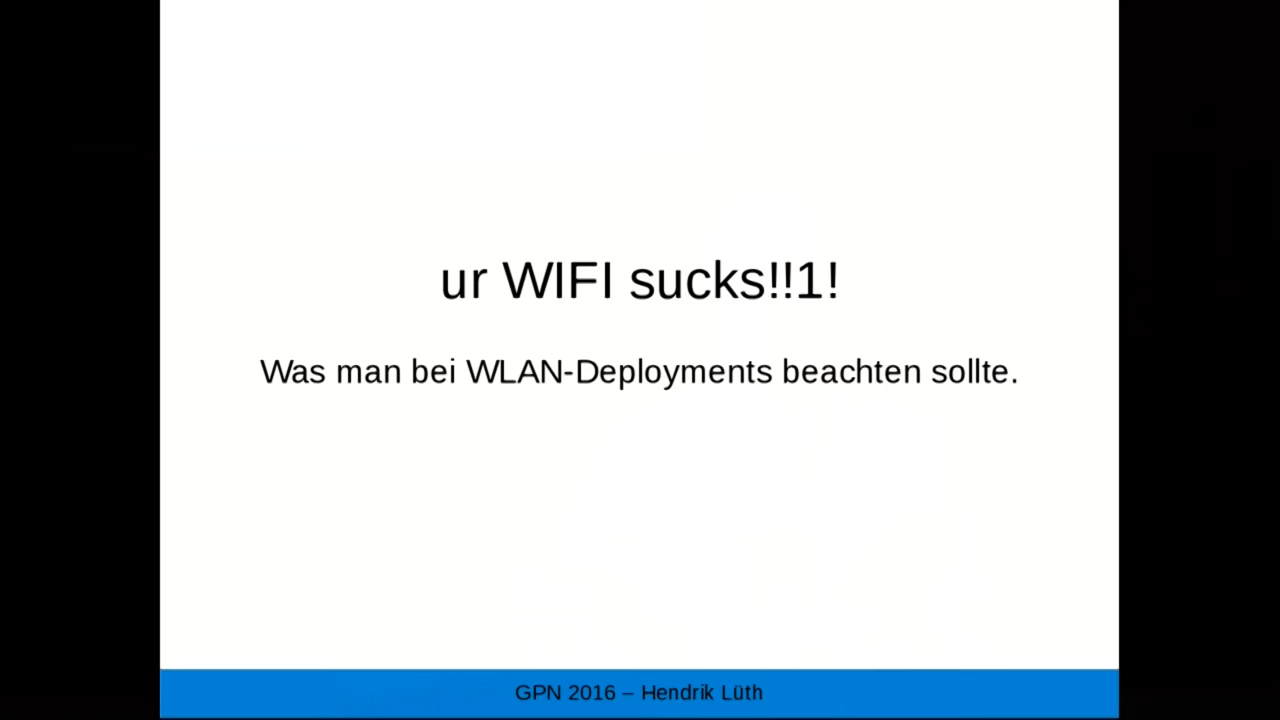 ur WIFI sucks!!1!
Was man bei WLAN-Deployments beachten sollte.
GPN 2016 – Hendrik Lüth